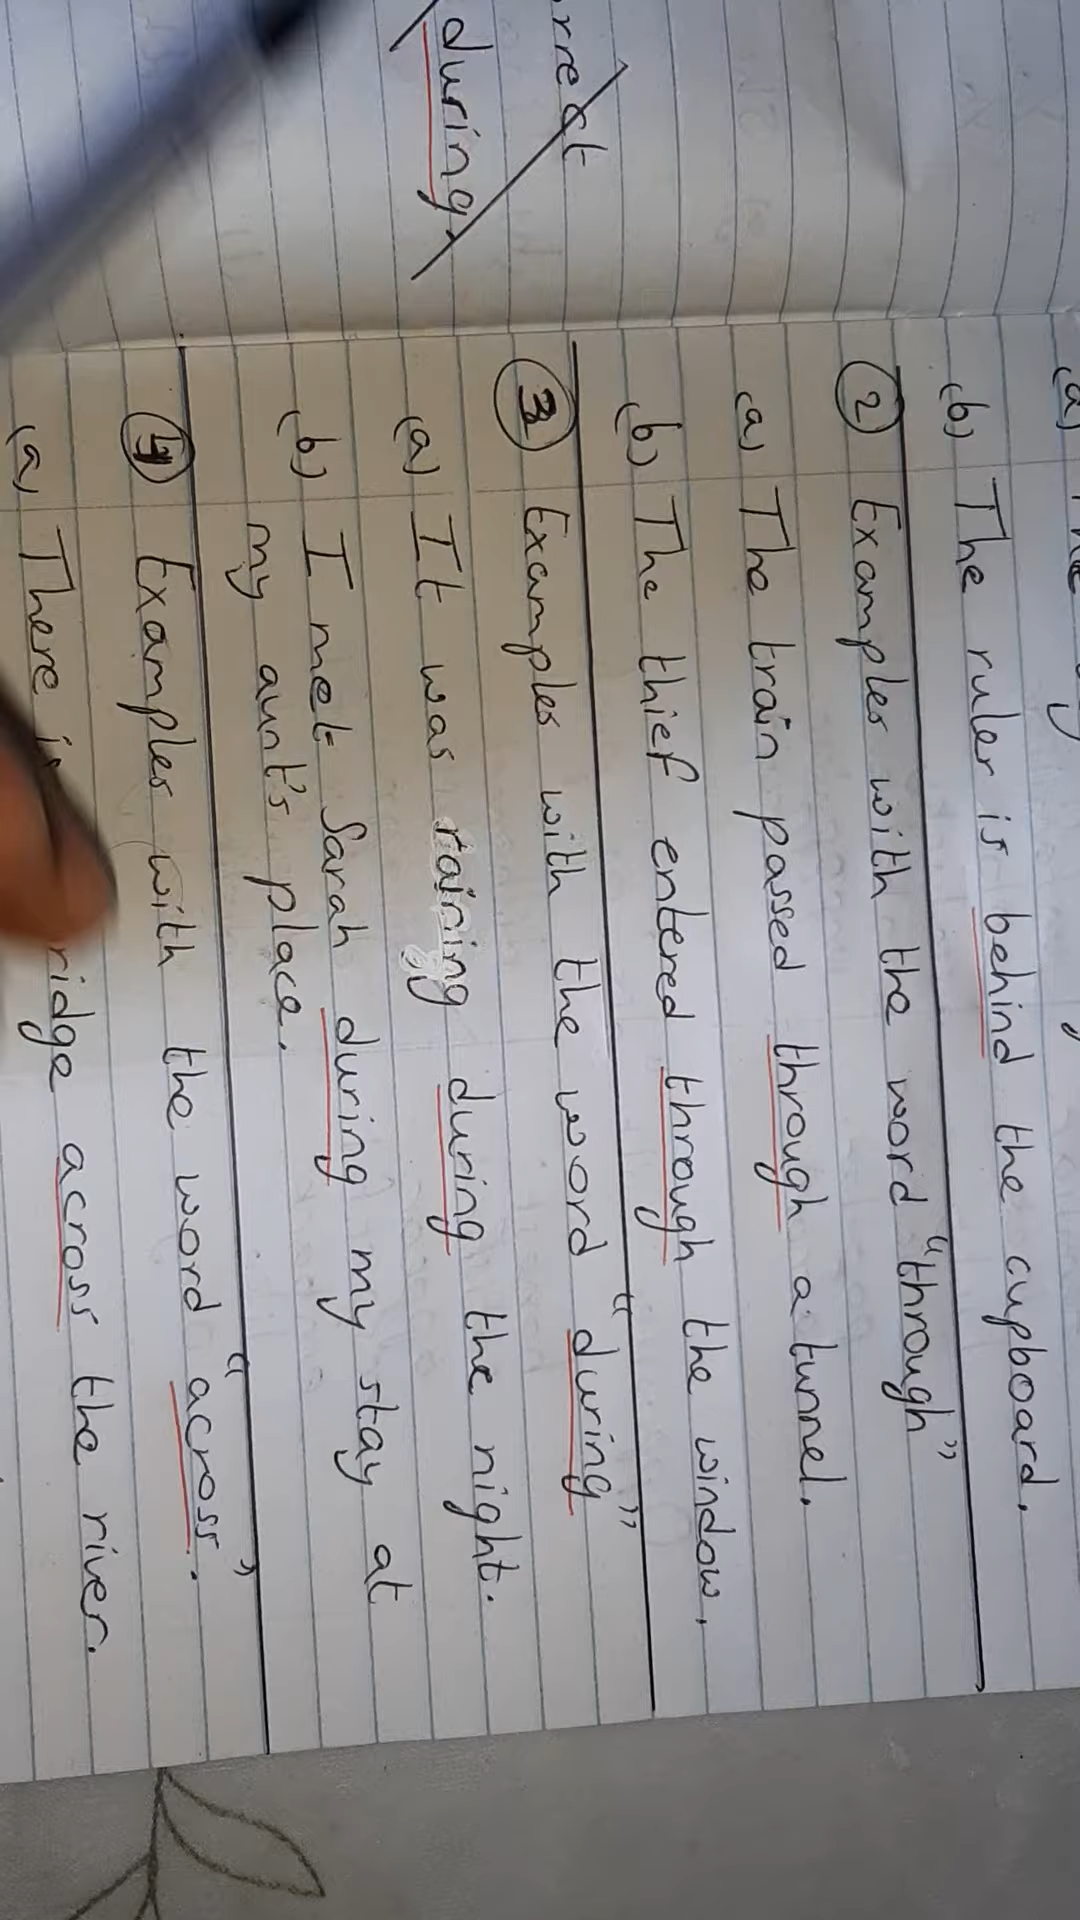 during.
(a)
(b) The ruler is behind the cupboard.
② Examples with the word "through"
(a) The train passed through a tunnel.
(b) The thief entered through the window.
③ Examples with the word "during"
(a) It was raining during the night.
(b) I met Sarah during my stay at
my aunt's place.
④ Examples with the word "across".
(a) There across the river.